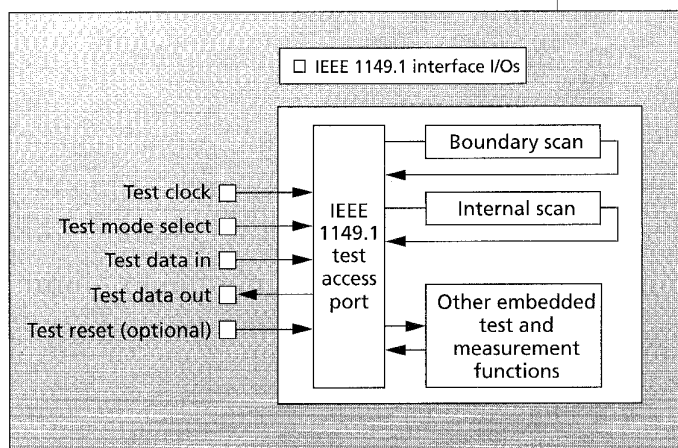 IEEE 1149.1 interface I/Os
Test clock
Test mode select
Test data in
Test data out
Test reset (optional)
IEEE
1149.1
test
access
port
Boundary scan
Internal scan
Other embedded
test and
measurement
functions